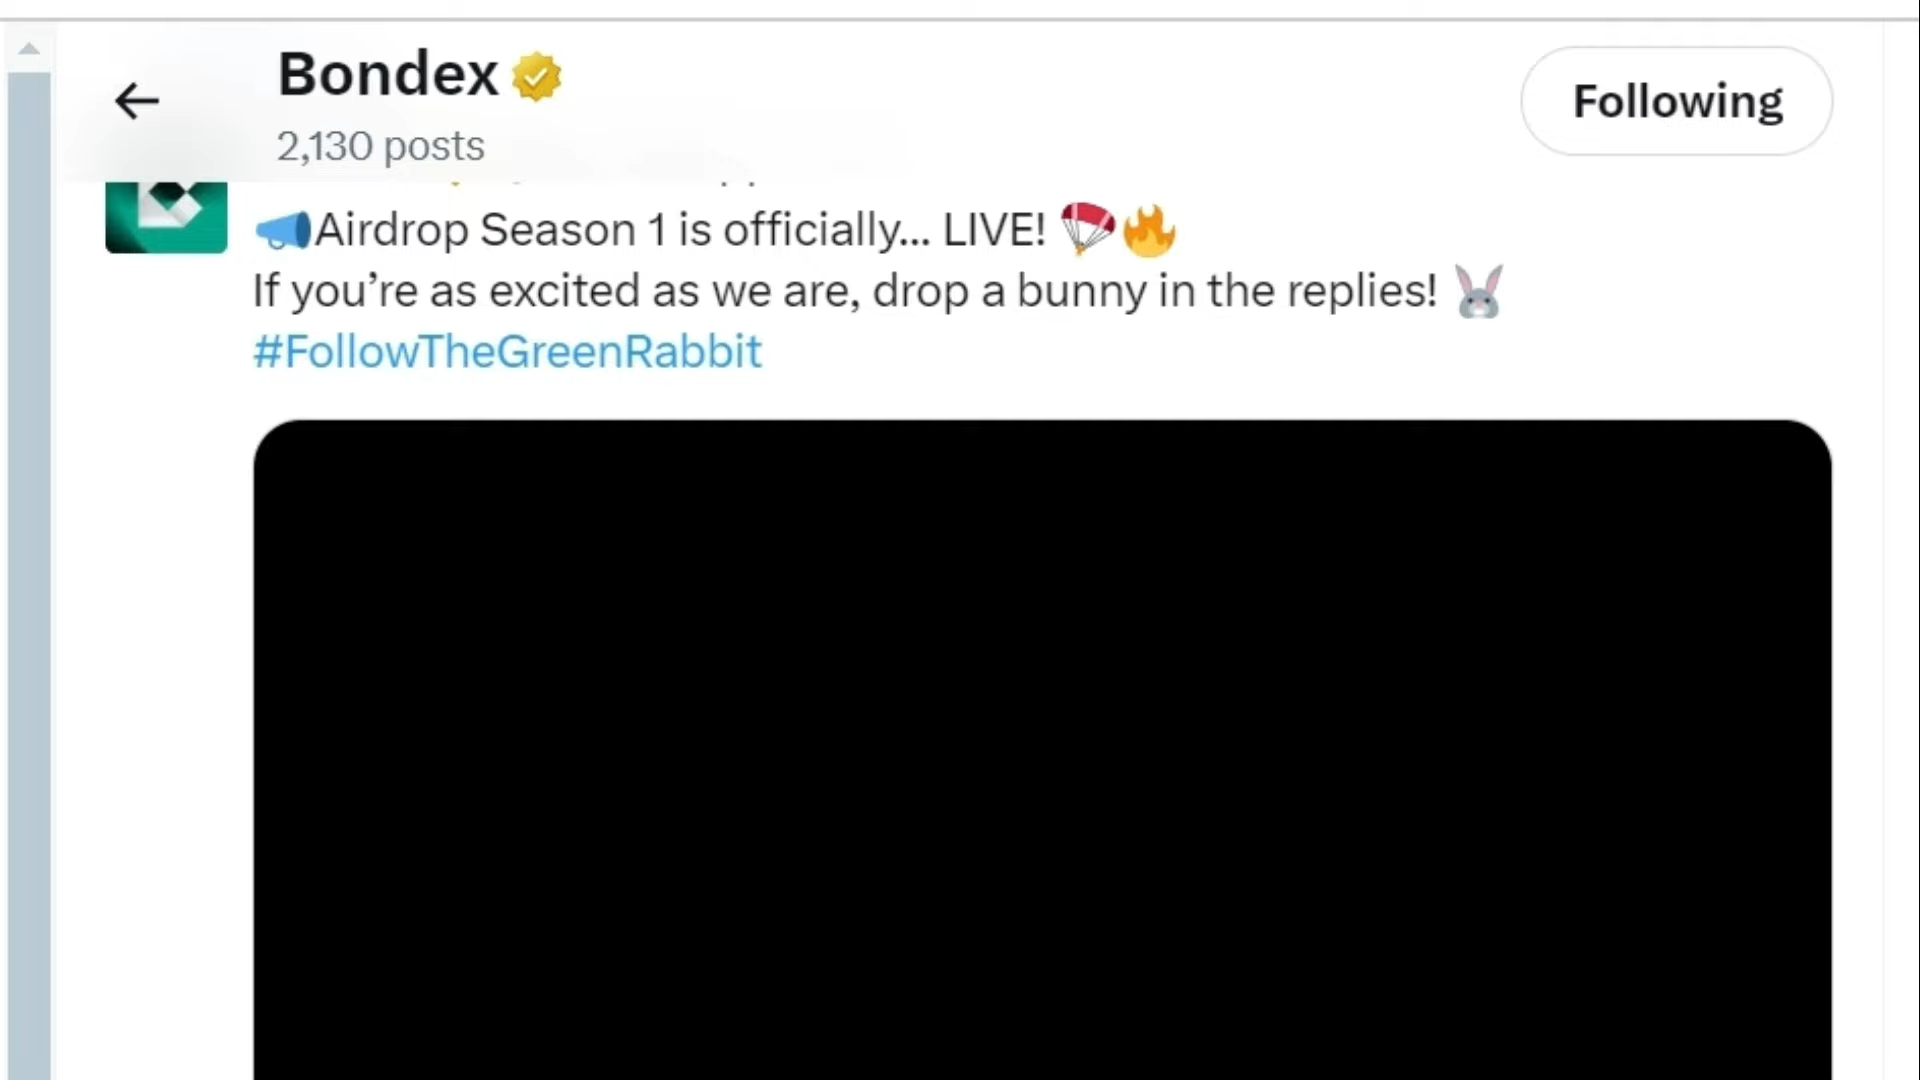 Bondex
2,130 posts
Following
📣Airdrop Season 1 is officially... LIVE! 🪂🔥
If you’re as excited as we are, drop a bunny in the replies! 🐰
#FollowTheGreenRabbit